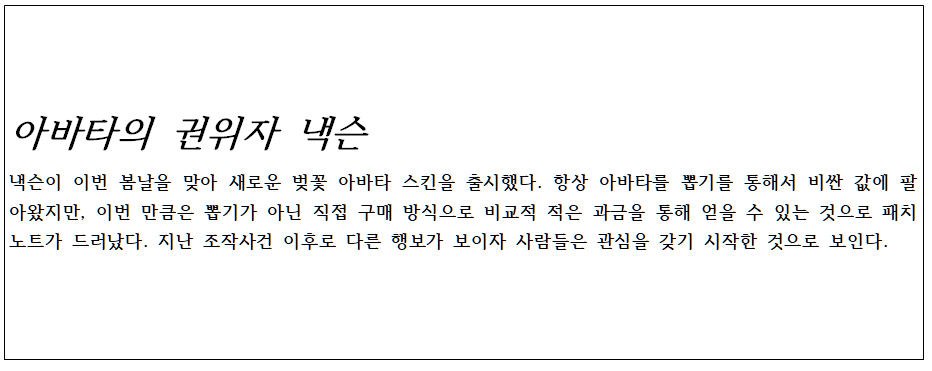 아바타의 권위자 낵슨
낵슨이 이번 봄날을 맞아 새로운 벚꽃 아바타 스킨을 출시했다. 항상 아바타를 뽑기를 통해서 비싼 값에 팔
아왔지만, 이번 만큼은 뽑기가 아닌 직접 구매 방식으로 비교적 적은 과금을 통해 얻을 수 있는 것으로 패치
노트가 드러났다. 지난 조작사건 이후로 다른 행보가 보이자 사람들은 관심을 갖기 시작한 것으로 보인다.